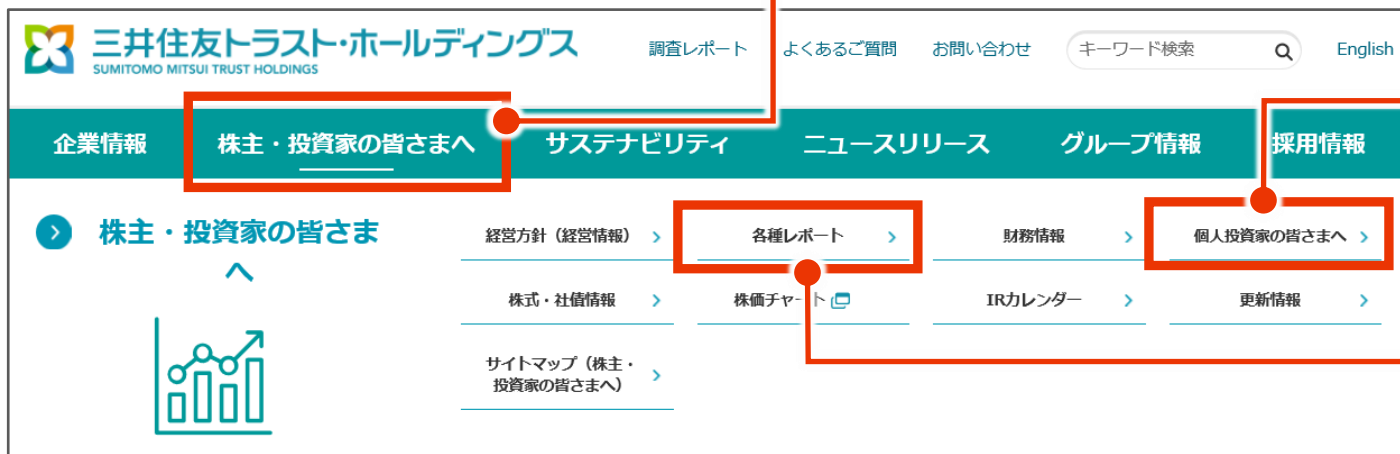 三井住友トラスト・ホールディングス
SUMITOMO MITSUI TRUST HOLDINGS
調査レポート よくあるご質問 お問い合わせ キーワード検索 English
企業情報 株主・投資家の皆さまへ サステナビリティ ニュースリリース グループ情報 採用情報
株主・投資家の皆さま
へ
経営方針（経営情報） 各種レポート 財務情報 個人投資家の皆さまへ
株式・社債情報 株価チャート IRカレンダー 更新情報
サイトマップ（株主・
投資家の皆さまへ）